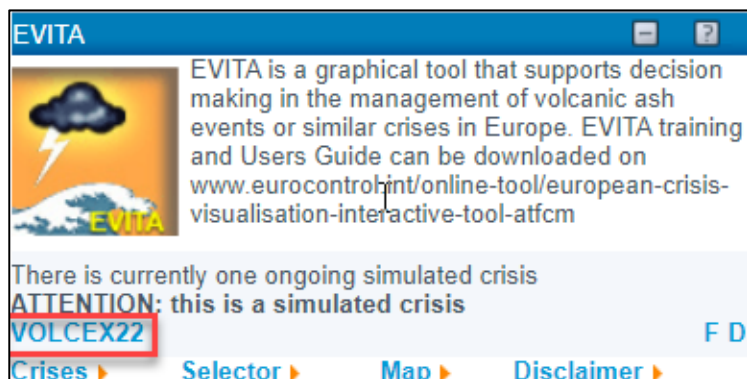 EVITA
EVITA is a graphical tool that supports decision
making in the management of volcanic ash
events or similar crises in Europe. EVITA training
and Users Guide can be downloaded on
www.eurocontrol.int/online-tool/european-crisis-
visualisation-interactive-tool-atfcm
EVITA
There is currently one ongoing simulated crisis
ATTENTION: this is a simulated crisis
VOLCEX22 F D
Crises Selector Map Disclaimer